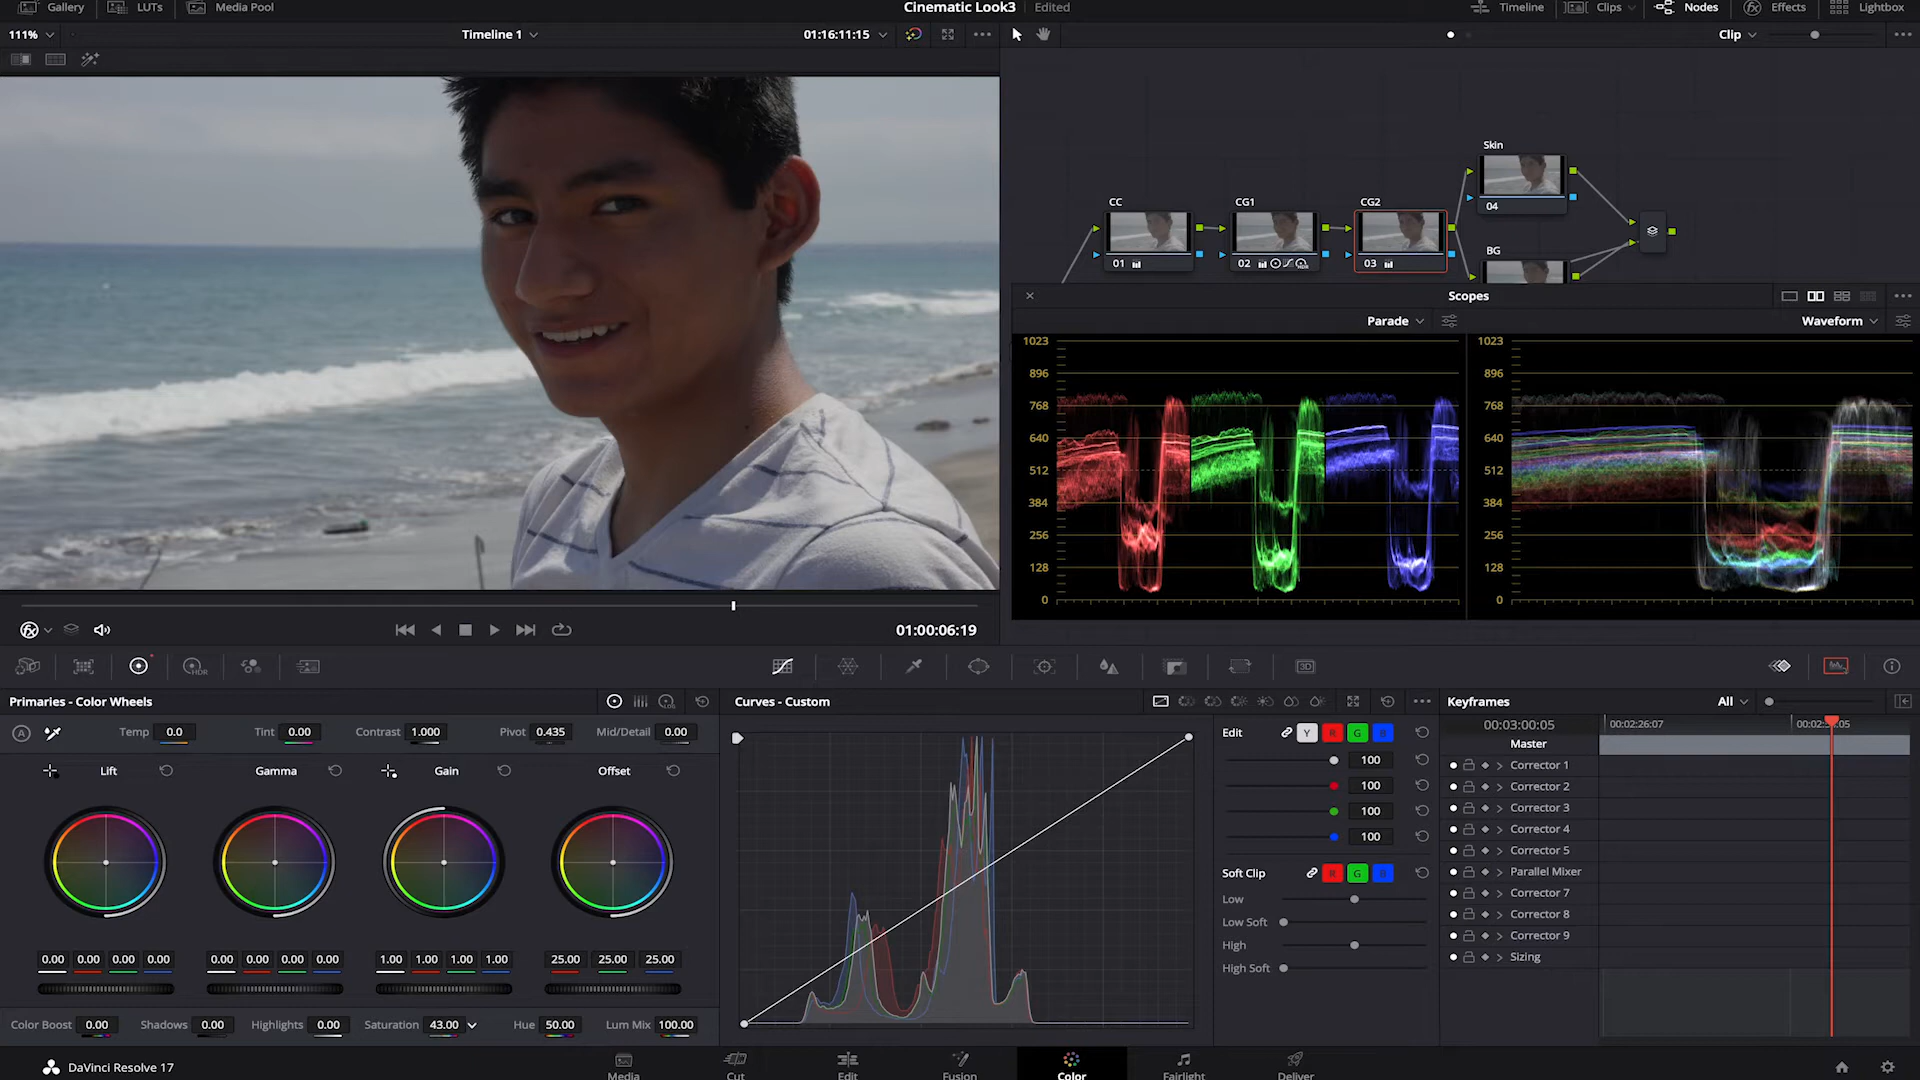 Gallery LUTs Media Pool Cinematic Look3 Edited Timeline Clips Nodes Effects Lightbox
111% Timeline 1 01:16:11:15 Clip
Skin
04
CC CG1 CG2
01 02 03
BG
Scopes
Parade Waveform
1023 1023
896 896
768 768
640 640
512 512
384 384
256 256
128 128
0 0
01:00:06:19
Primaries - Color Wheels
Temp 0.0 Tint 0.00 Contrast 1.000 Pivot 0.435 Mid/Detail 0.00
Lift Gamma Gain Offset
0.00 0.00 0.00 0.00 0.00 0.00 0.00 0.00 1.00 1.00 1.00 1.00 25.00 25.00 25.00
Color Boost 0.00 Shadows 0.00 Highlights 0.00 Saturation 43.00 Hue 50.00 Lum Mix 100.00
Curves - Custom
Edit Y R G B
100
100
100
100
Soft Clip R G B
Low
Low Soft
High
High Soft
Keyframes All
00:03:00:05 00:02:26:07
Master
Corrector 1
Corrector 2
Corrector 3
Corrector 4
Corrector 5
Parallel Mixer
Corrector 7
Corrector 8
Corrector 9
Sizing
DaVinci Resolve 17 Media Cut Edit Fusion Color Fairlight Deliver